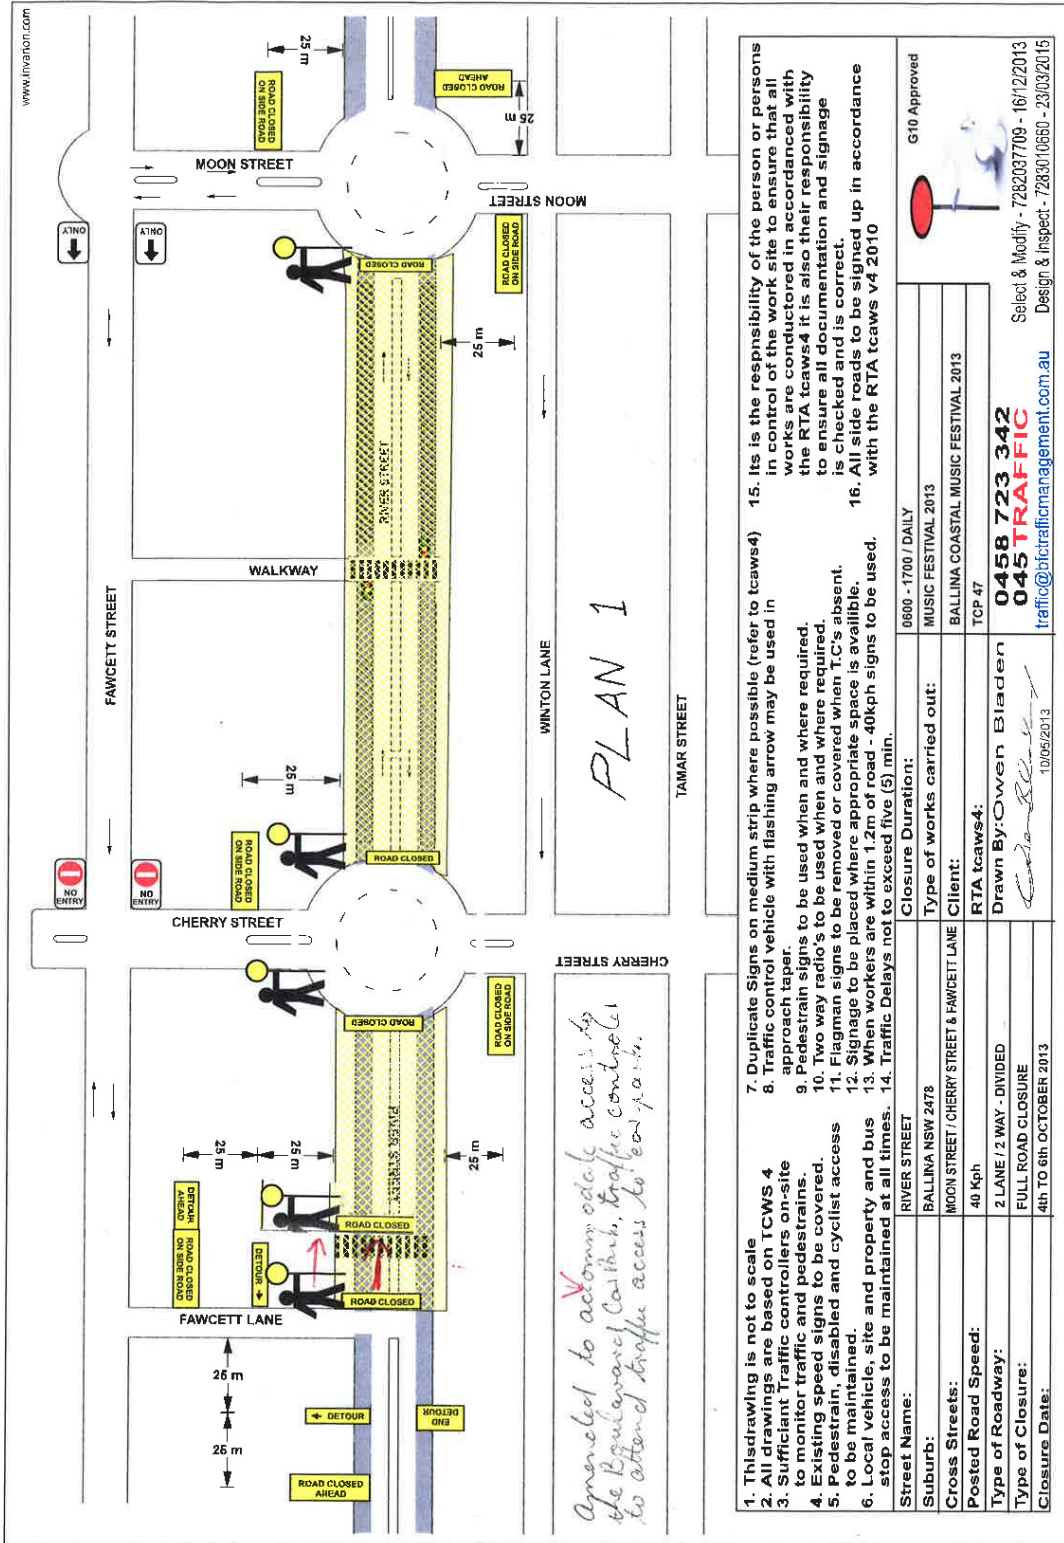 www.invarion.com
25 m
ROAD CLOSED
ON SIDE ROAD
ROAD CLOSED
AHEAD
25 m
MOON STREET
MOON STREET
ONLY
ONLY
ROAD CLOSED
ROAD CLOSED
ON SIDE ROAD
25 m
RIVER STREET
FAWCETT STREET
WALKWAY
WINTON LANE
PLAN 1
TAMAR STREET
25 m
ROAD CLOSED
ON SIDE ROAD
ROAD CLOSED
NO
ENTRY
NO
ENTRY
CHERRY STREET
CHERRY STREET
ROAD CLOSED
ROAD CLOSED
ON SIDE ROAD
RIVER STREET
25 m
25 m
25 m
DETOUR
AHEAD
ROAD CLOSED
ON SIDE ROAD
DETOUR
ROAD CLOSED
ROAD CLOSED
FAWCETT LANE
25 m
25 m
DETOUR
END
DETOUR
ROAD CLOSED
AHEAD
Amended to accommodate access to
the Boulavard Car Park, traffic controller
to attend traffic access to car park.
1. Thisdrawing is not to scale
2. All drawings are based on TCWS 4
3. Sufficiant Traffic controllers on-site
to monitor traffic and pedestrains.
4. Existing speed signs to be covered.
5. Pedestrain, disabled and cyclist access
to be maintained.
6. Local vehicle, site and property and bus
stop access to be maintained at all times.
7. Duplicate Signs on medium strip where possible (refer to tcaws4)
8. Traffic control vehicle with flashing arrow may be used in
approach taper.
9. Pedestrain signs to be used when and where required.
10. Two way radio's to be used when and where required.
11. Flagman signs to be removed or covered when T.C's absent.
12. Signage to be placed where appropriate space is availible.
13. When workers are within 1.2m of road - 40kph signs to be used.
14. Traffic Delays not to exceed five (5) min.
15. Its is the respnsibility of the person or persons
in control of the work site to ensure that all
works are conductored in accordanced with
the RTA tcaws4 it is also their responsibility
to ensure all documentation and signage
is checked and is correct.
16. All side roads to be signed up in accordance
with the RTA tcaws v4 2010
Street Name: RIVER STREET
Suburb: BALLINA NSW 2478
Cross Streets: MOON STREET / CHERRY STREET & FAWCETT LANE
Posted Road Speed: 40 Kph
Type of Roadway: 2 LANE / 2 WAY - DIVIDED
Type of Closure: FULL ROAD CLOSURE
Closure Date: 4TH TO 6th OCTOBER 2013
Closure Duration: 0600 - 1700 / DAILY
Type of works carried out: MUSIC FESTIVAL 2013
Client: BALLINA COASTAL MUSIC FESTIVAL 2013
RTA tcaws4: TCP 47
Drawn By:Owen Bladen
10/05/2013
0458 723 342
045 TRAFFIC
traffic@bfctrafficmanagement.com.au
G10 Approved
Select & Modify - 7282037709 - 16/12/2013
Design & Inspect - 7283010660 - 23/03/2015